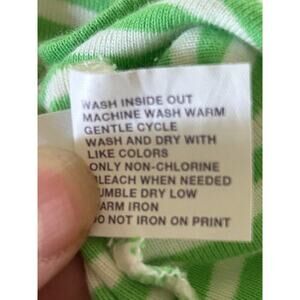 WASH INSIDE OUT
MACHINE WASH WARM
GENTLE CYCLE
WASH AND DRY WITH
LIKE COLORS
ONLY NON-CHLORINE
BLEACH WHEN NEEDED
TUMBLE DRY LOW
WARM IRON
DO NOT IRON ON PRINT